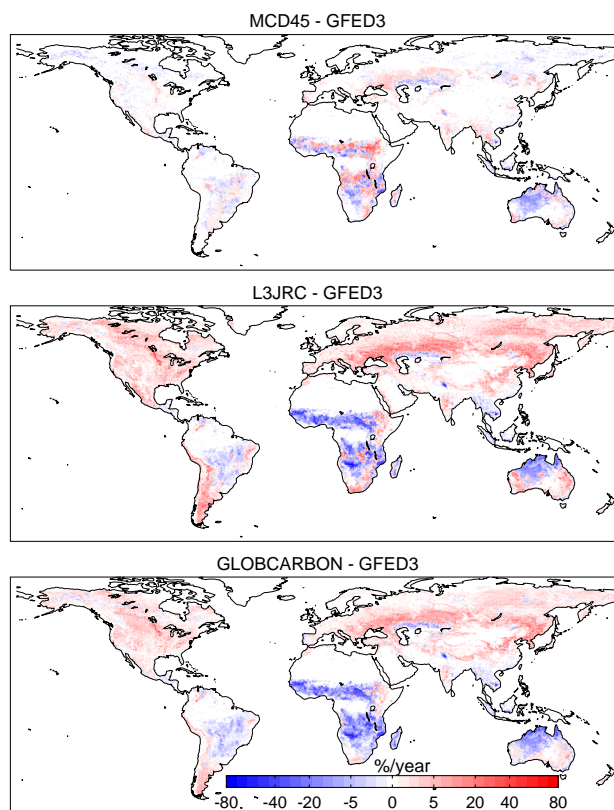 MCD45 - GFED3
L3JRC - GFED3
GLOBCARBON - GFED3
%/year
-80 -40 -20 -5 0 5 20 40 80